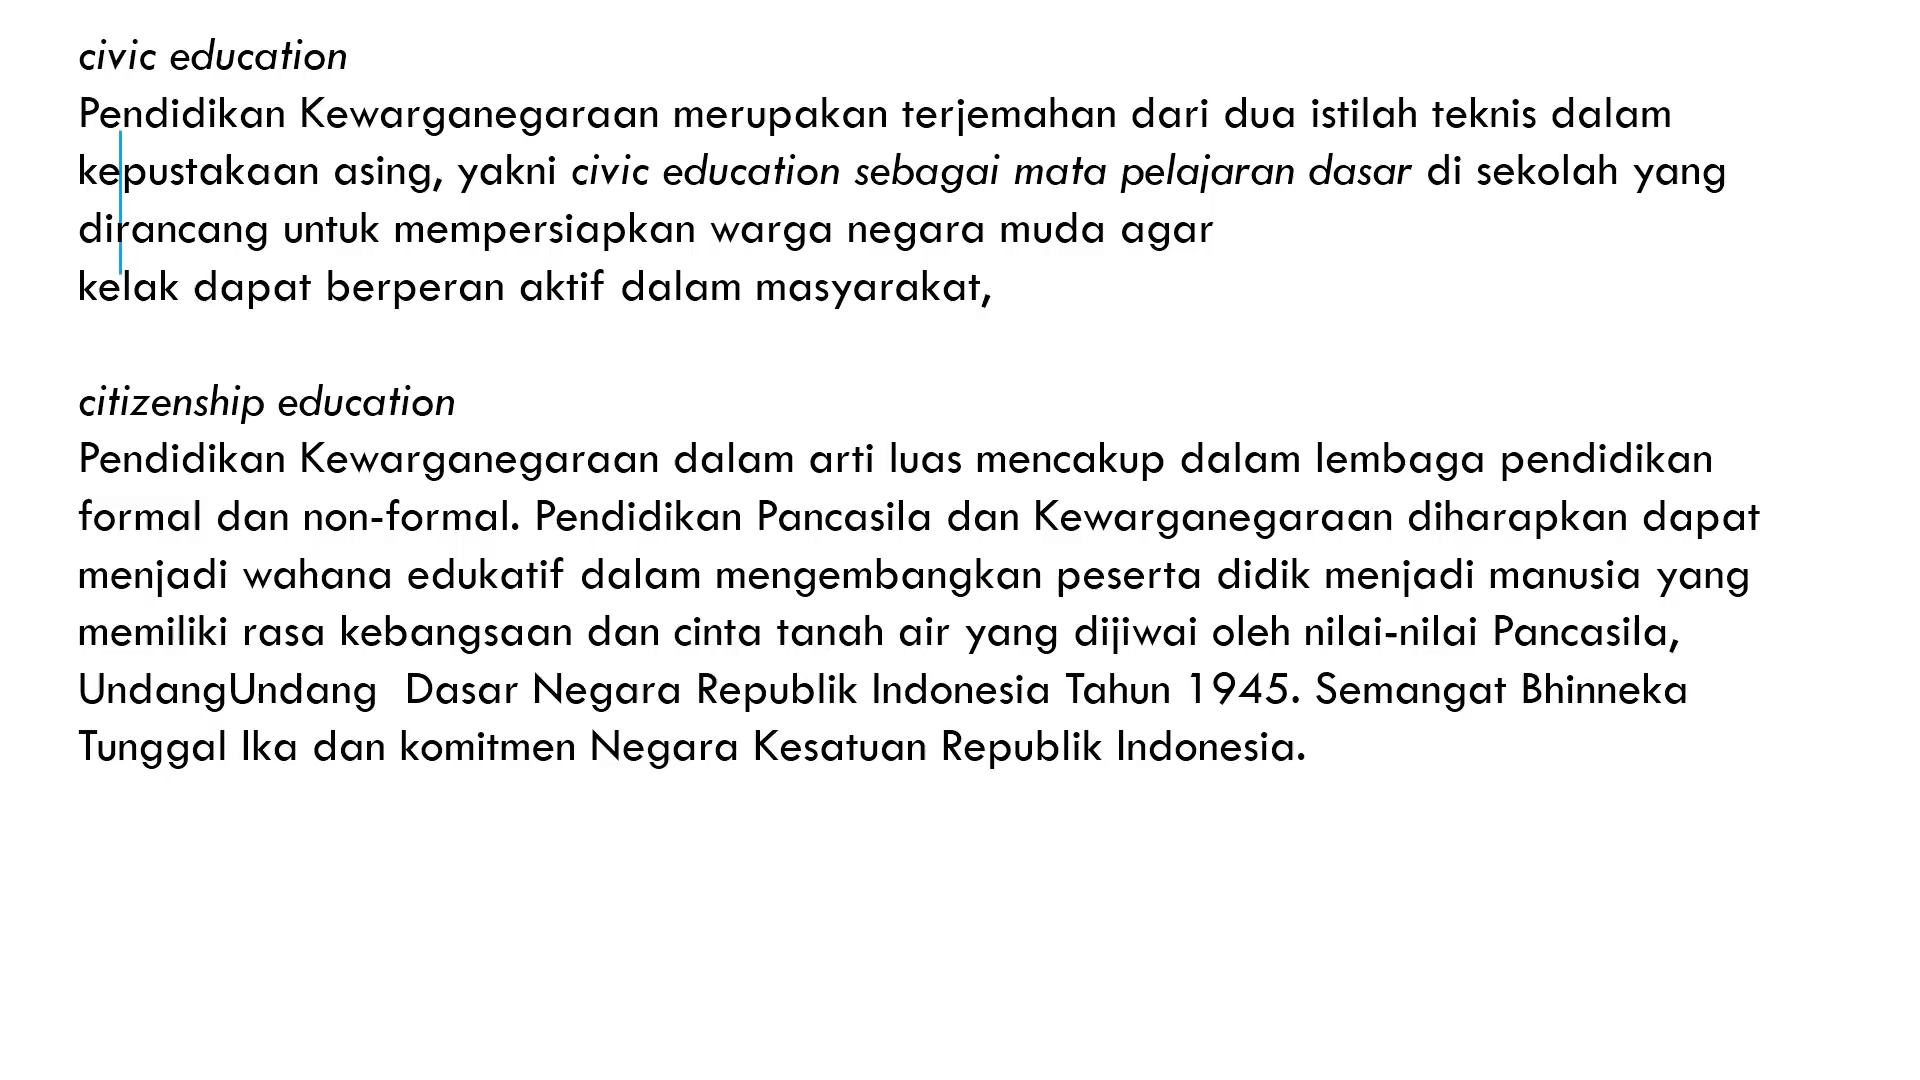 civic education
Pendidikan Kewarganegaraan merupakan terjemahan dari dua istilah teknis dalam
kepustakaan asing, yakni civic education sebagai mata pelajaran dasar di sekolah yang
dirancang untuk mempersiapkan warga negara muda agar
kelak dapat berperan aktif dalam masyarakat,
citizenship education
Pendidikan Kewarganegaraan dalam arti luas mencakup dalam lembaga pendidikan
formal dan non-formal. Pendidikan Pancasila dan Kewarganegaraan diharapkan dapat
menjadi wahana edukatif dalam mengembangkan peserta didik menjadi manusia yang
memiliki rasa kebangsaan dan cinta tanah air yang dijiwai oleh nilai-nilai Pancasila,
UndangUndang  Dasar Negara Republik Indonesia Tahun 1945. Semangat Bhinneka
Tunggal Ika dan komitmen Negara Kesatuan Republik Indonesia.